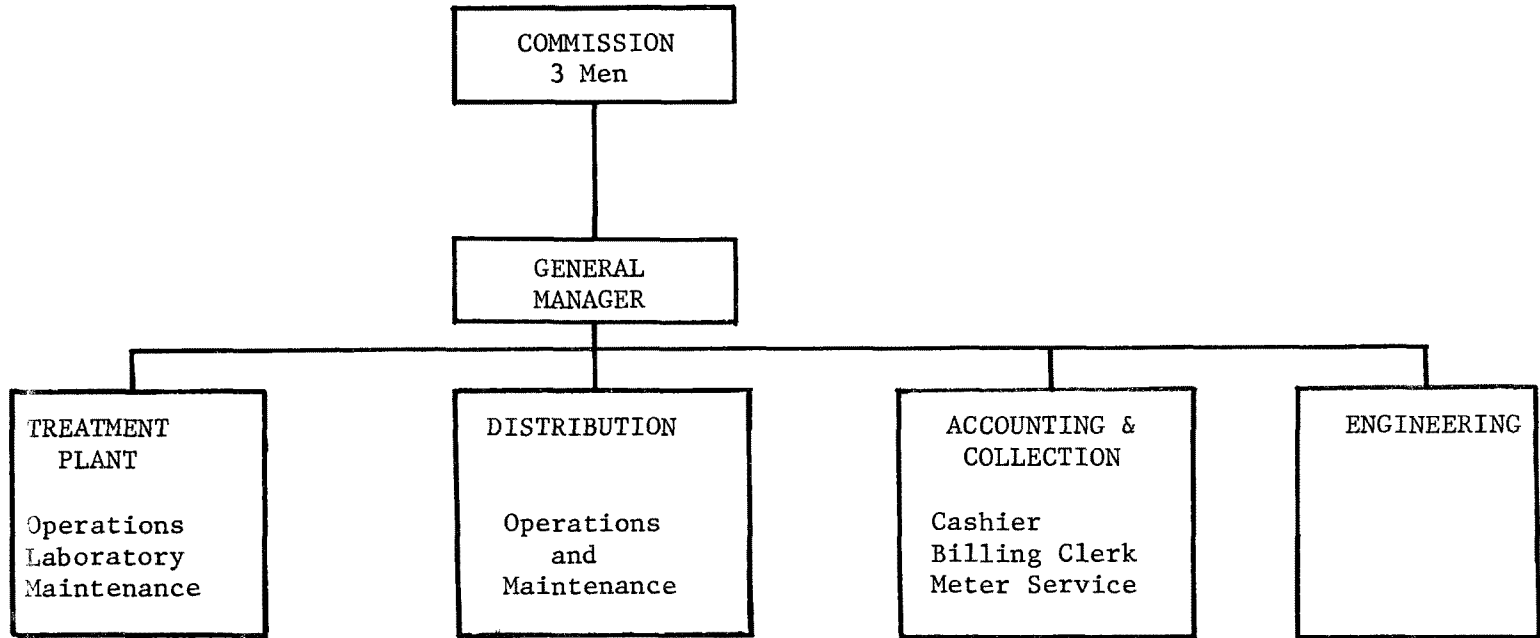 COMMISSION
3 Men
GENERAL
MANAGER
TREATMENT
PLANT
Operations
Laboratory
Maintenance
DISTRIBUTION
Operations
and
Maintenance
ACCOUNTING &
COLLECTION
Cashier
Billing Clerk
Meter Service
ENGINEERING